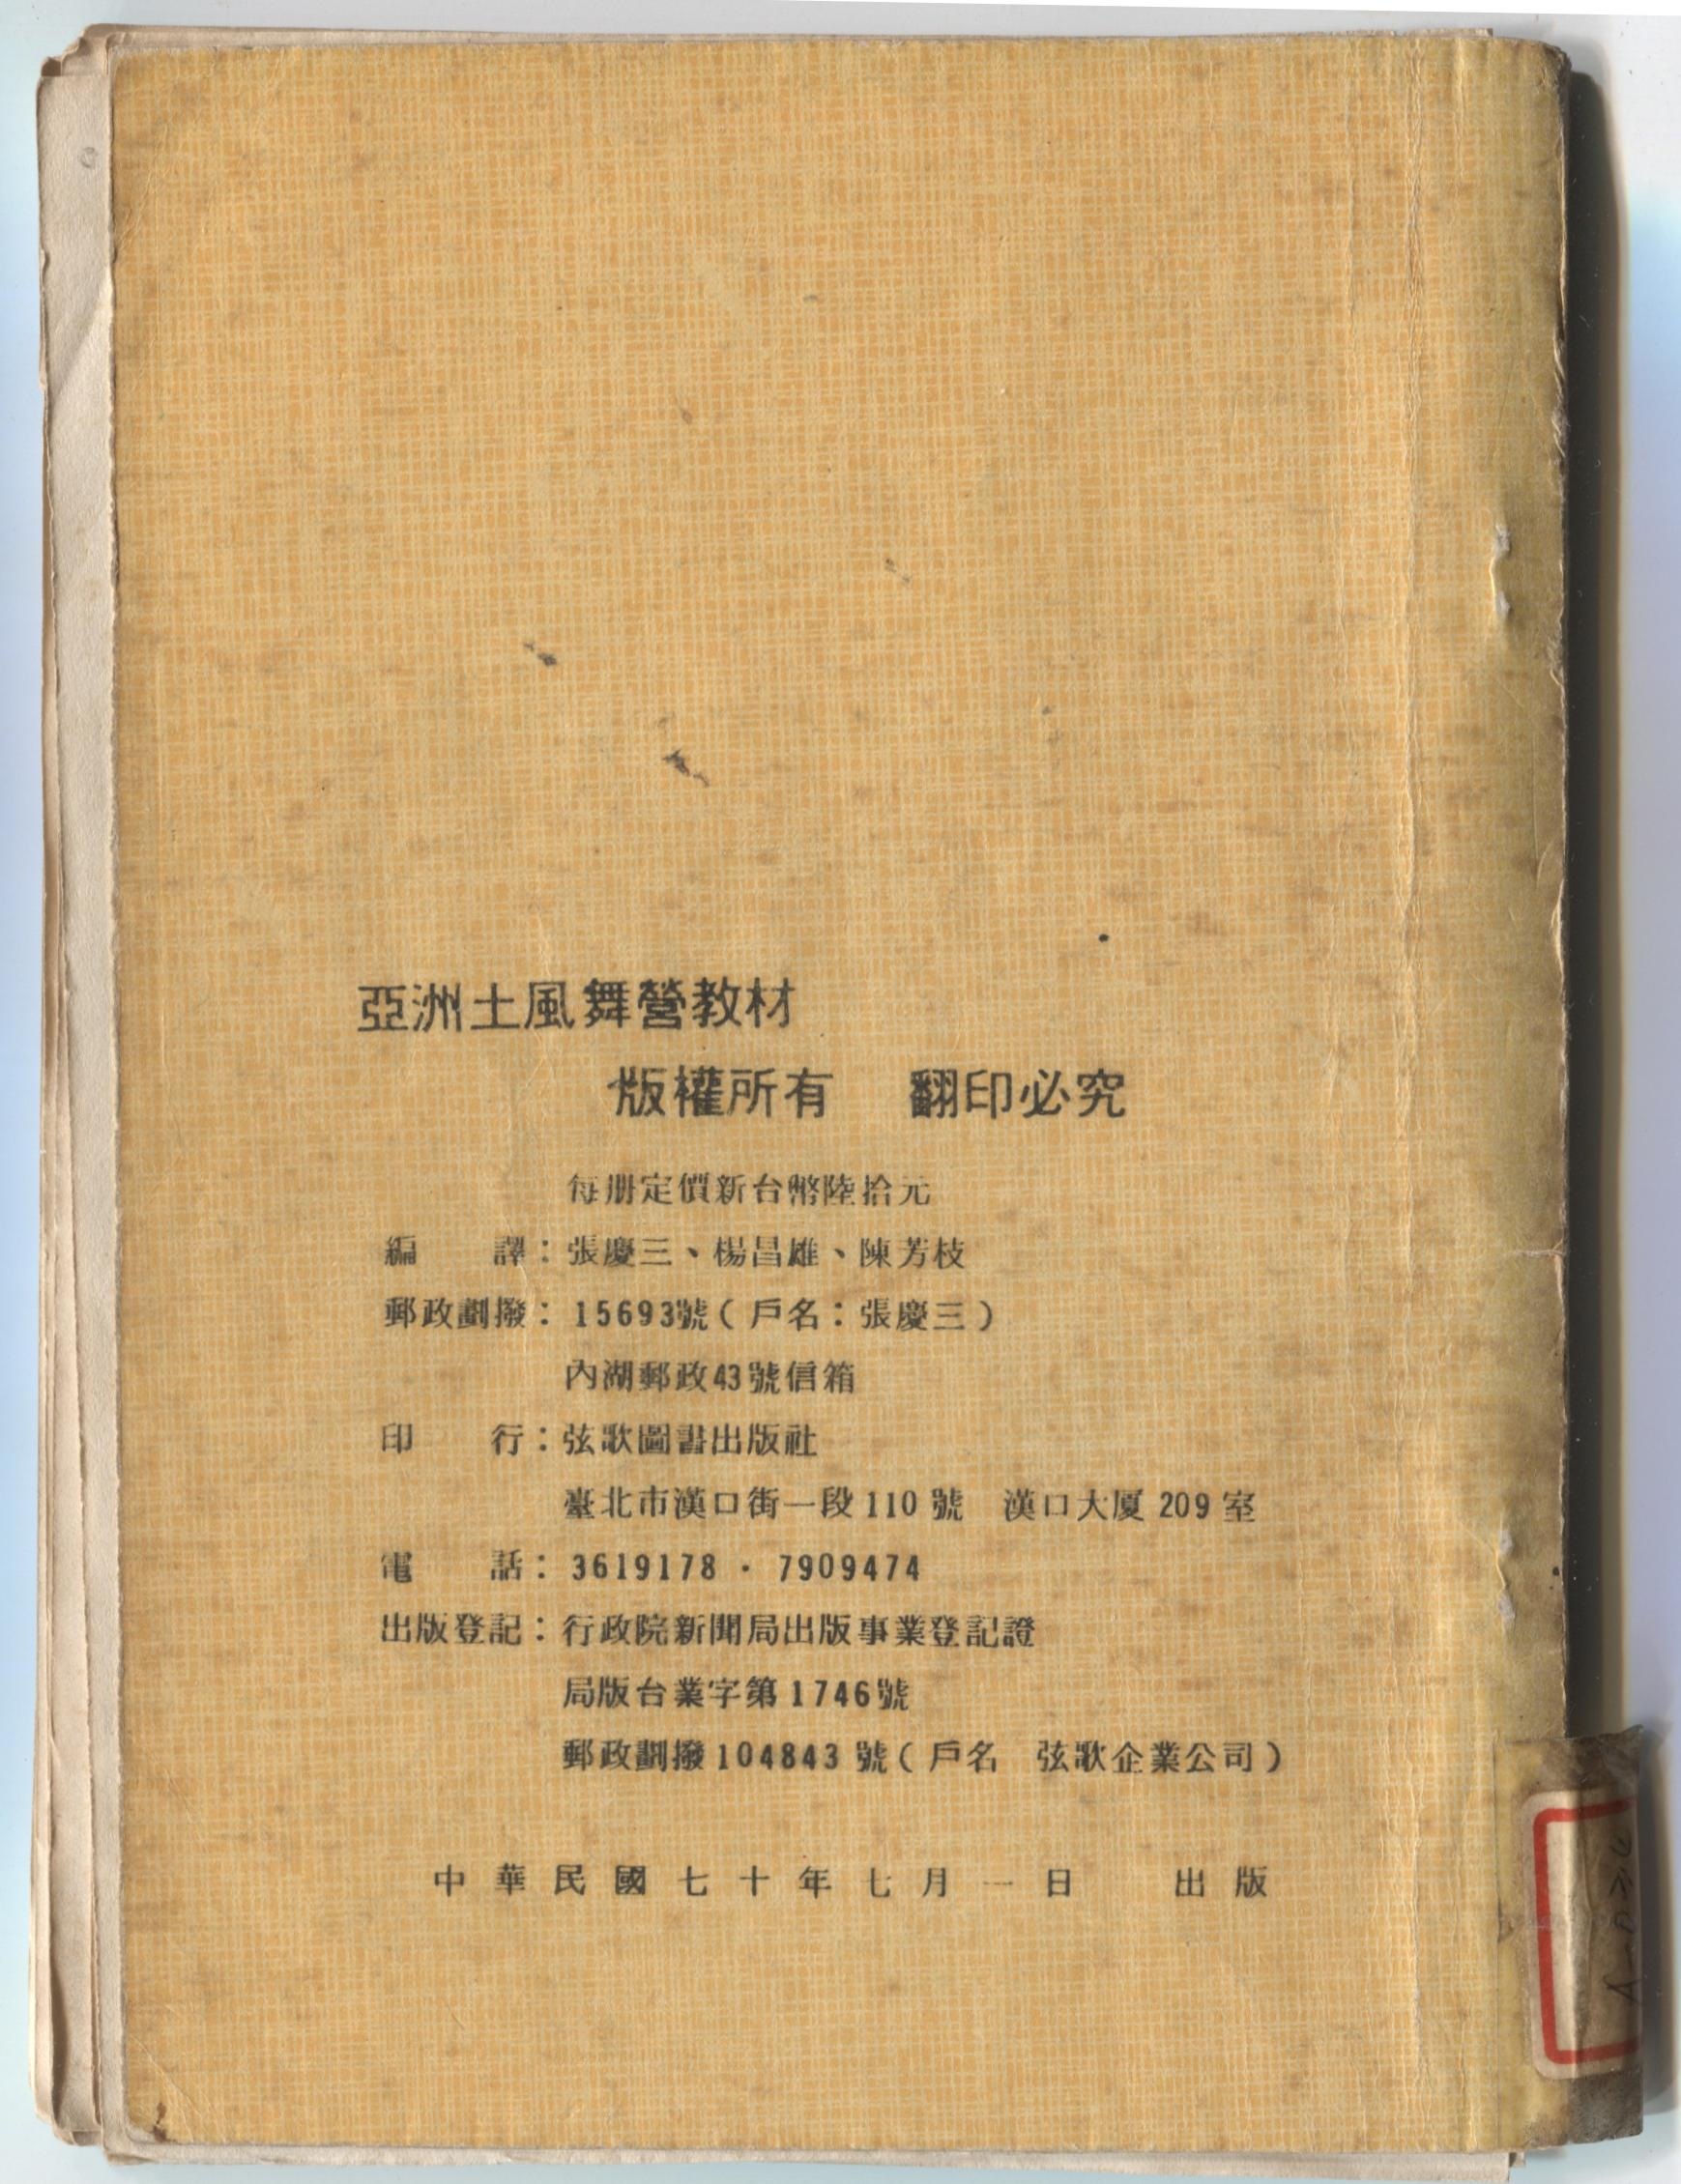 亞洲土風舞營教材
版權所有　翻印必究
每册定價新台幣陸拾元
編　　譯：張慶三、楊昌雄、陳芳枝
郵政劃撥：15693號（戶名：張慶三）
內湖郵政43號信箱
印　　行：弦歌圖書出版社
臺北市漢口街一段110號　漢口大厦209室
電　　話：3619178・7909474
出版登記：行政院新聞局出版事業登記證
局版台業字第1746號
郵政劃撥104843號（戶名　弦歌企業公司）
中華民國七十年七月一日　出版